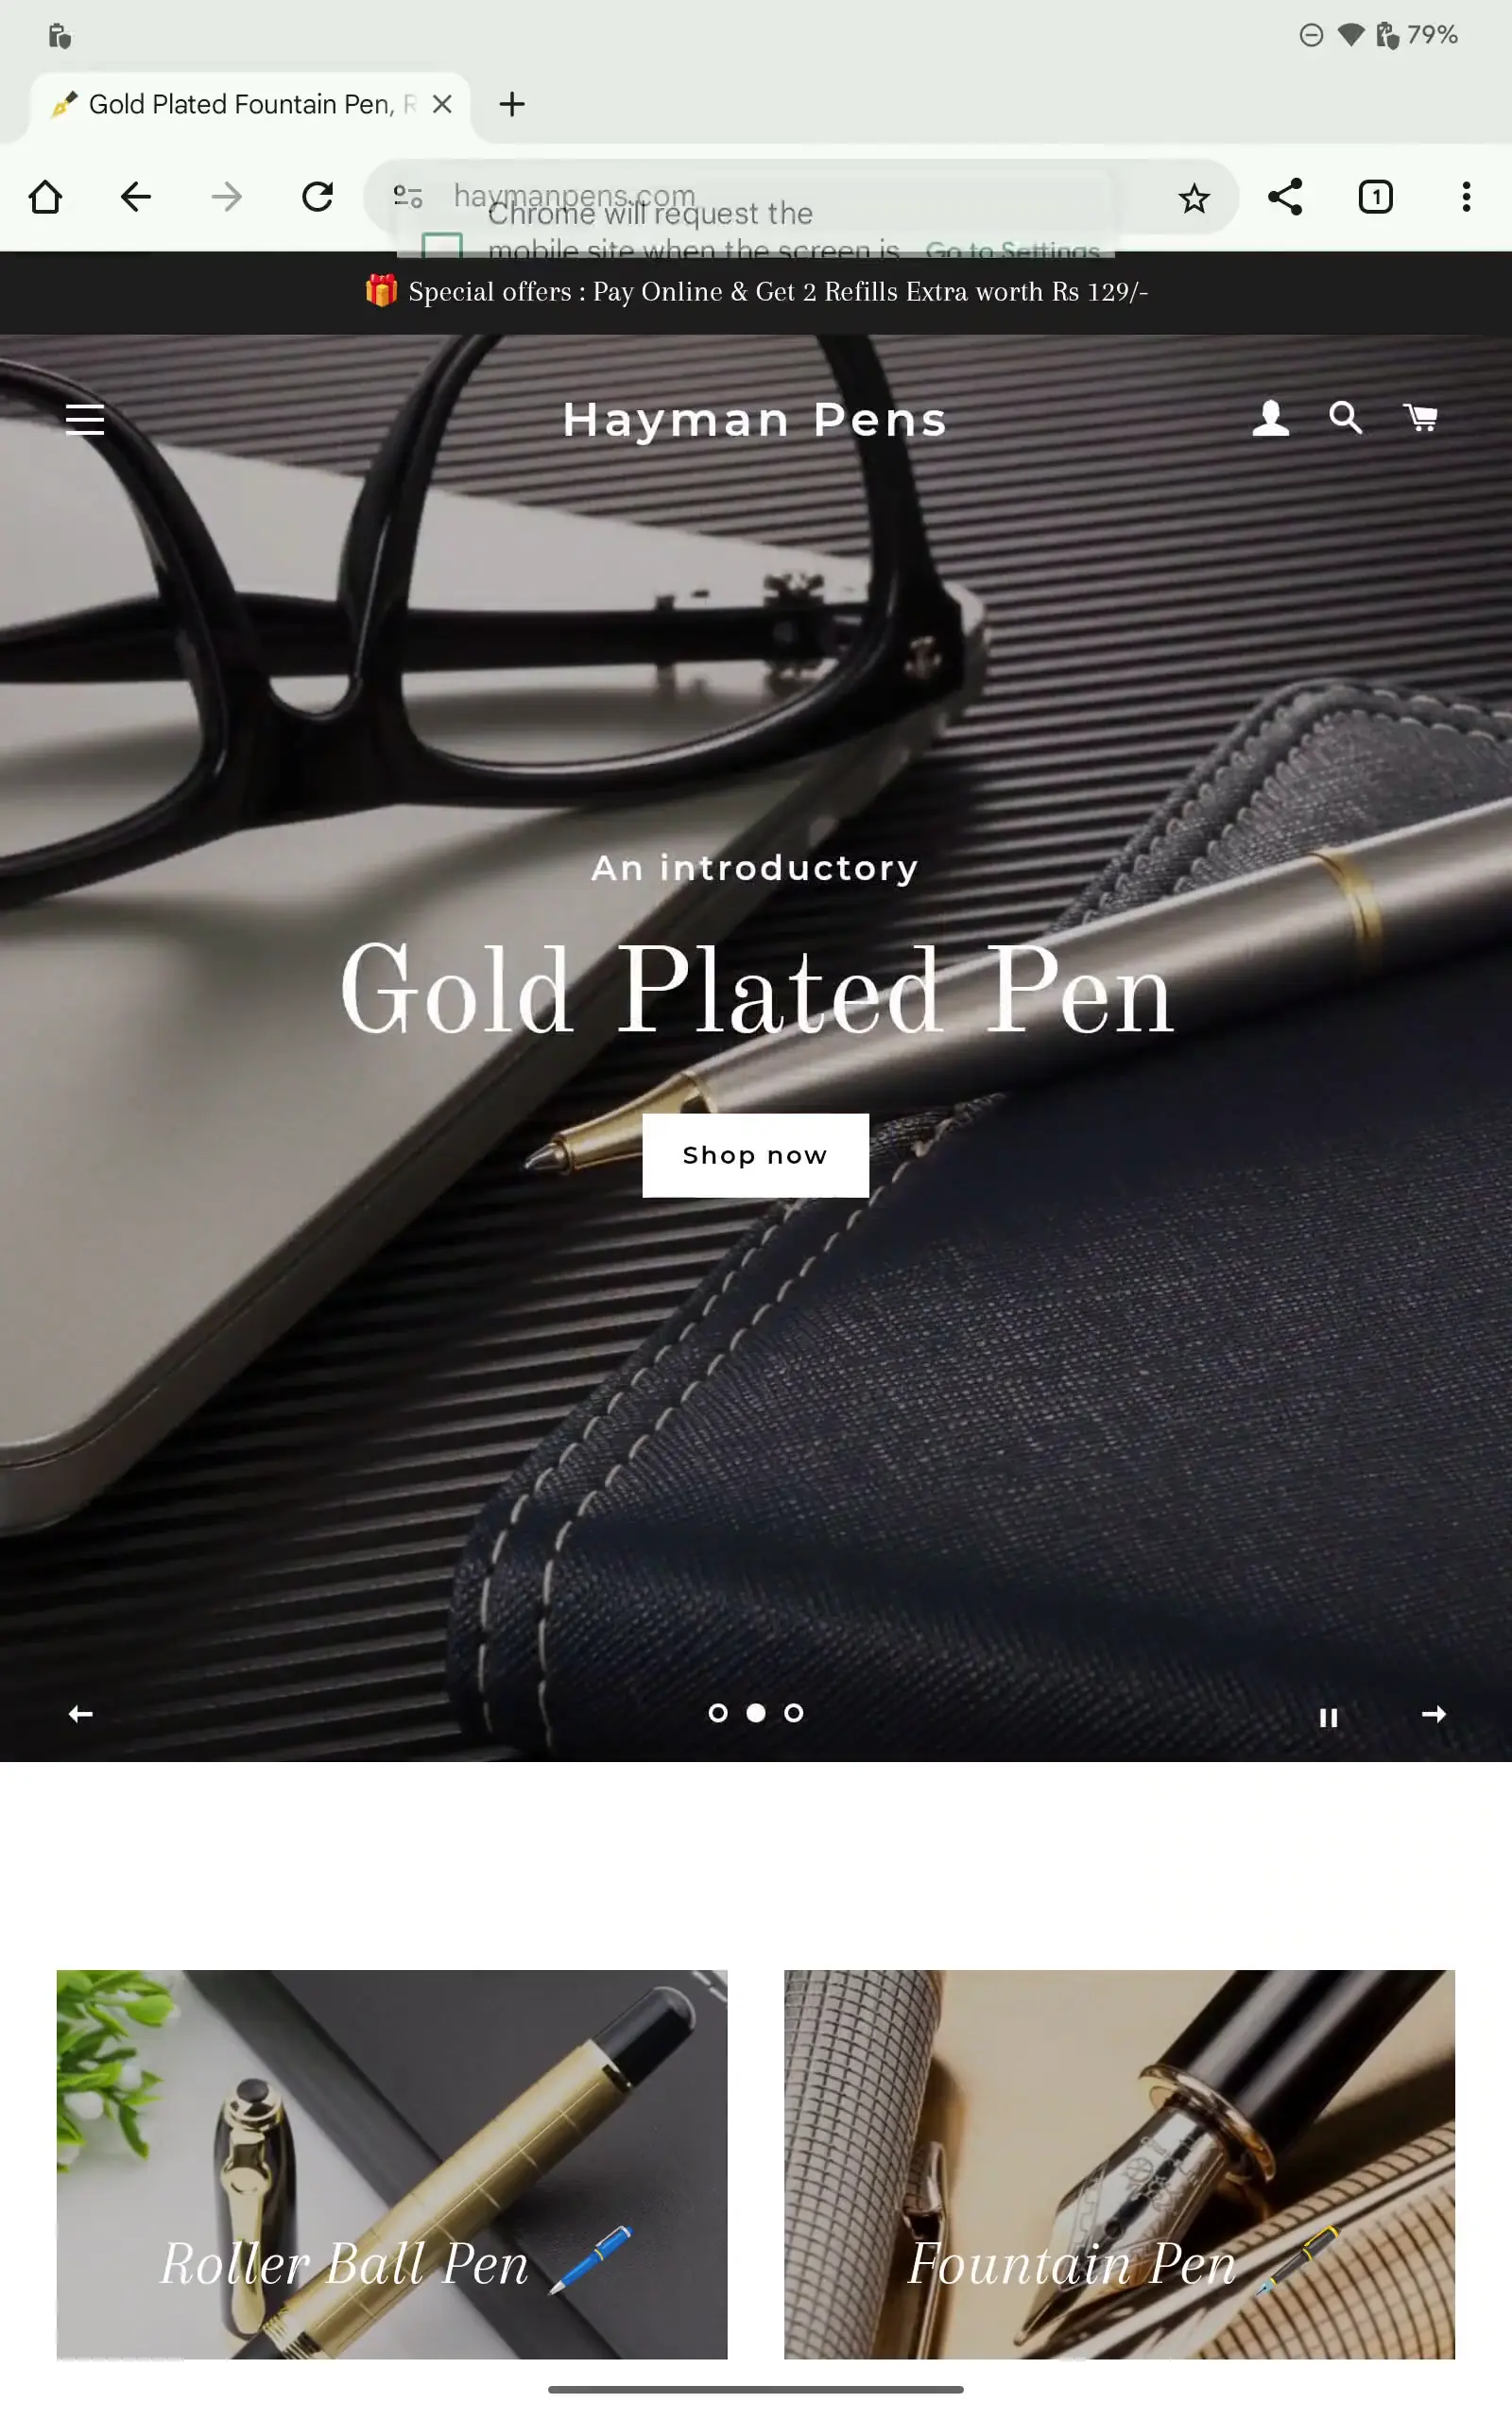 79%
Gold Plated Fountain Pen,
1
haymanpens.com
Chrome will request the
mobile site when the screen is Go to Settings
🎁 Special offers : Pay Online & Get 2 Refills Extra worth Rs 129/-
Hayman Pens
An introductory
Gold Plated Pen
Shop now
Roller Ball Pen 🖊️
Fountain Pen 🖋️